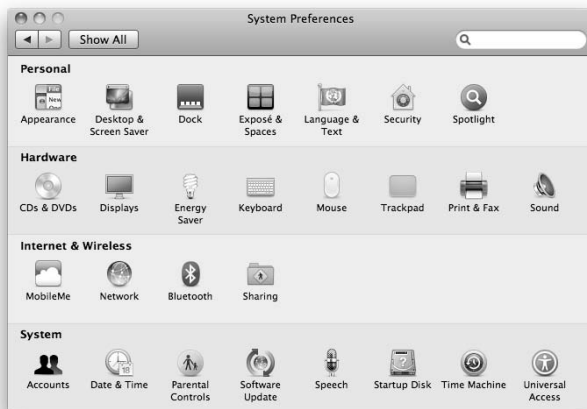 System Preferences
Show All
Personal
Appearance
Desktop &
Screen Saver
Dock
Exposé &
Spaces
Language &
Text
Security
Spotlight
Hardware
CDs & DVDs
Displays
Energy
Saver
Keyboard
Mouse
Trackpad
Print & Fax
Sound
Internet & Wireless
MobileMe
Network
Bluetooth
Sharing
System
Accounts
Date & Time
Parental
Controls
Software
Update
Speech
Startup Disk
Time Machine
Universal
Access